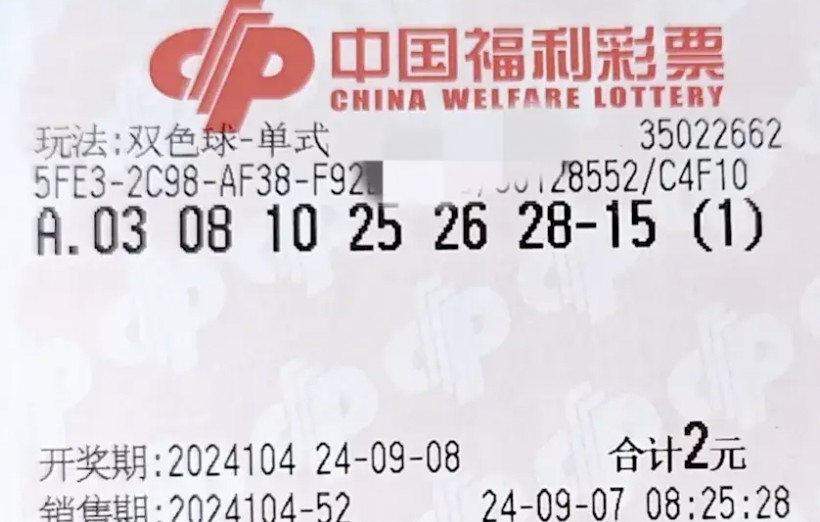 中国福利彩票
CHINA WELFARE LOTTERY
玩法:双色球-单式 35022662
5FE3-2C98-AF38-F92 28552/C4F10
A.03 08 10 25 26 28-15 (1)
开奖期:2024104 24-09-08 合计2元
销售期:2024104-52 24-09-07 08:25:28